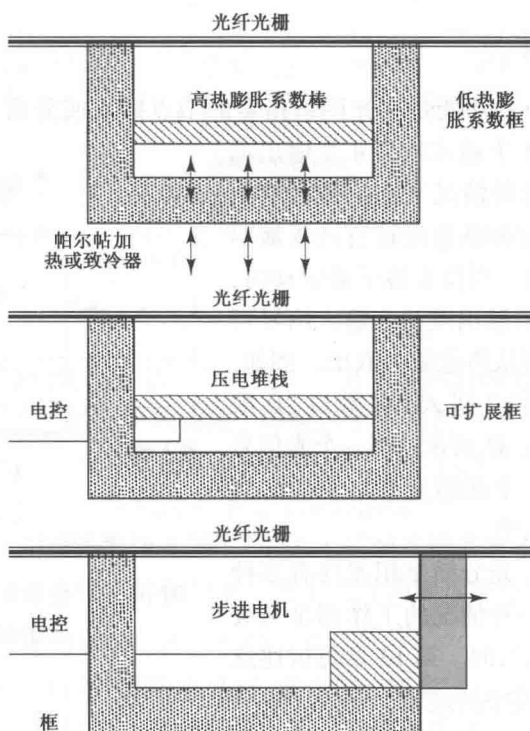 光纤光栅
高热膨胀系数棒
低热膨
胀系数框
帕尔帖加
热或致冷器
光纤光栅
压电堆栈
电控
可扩展框
光纤光栅
步进电机
电控
框